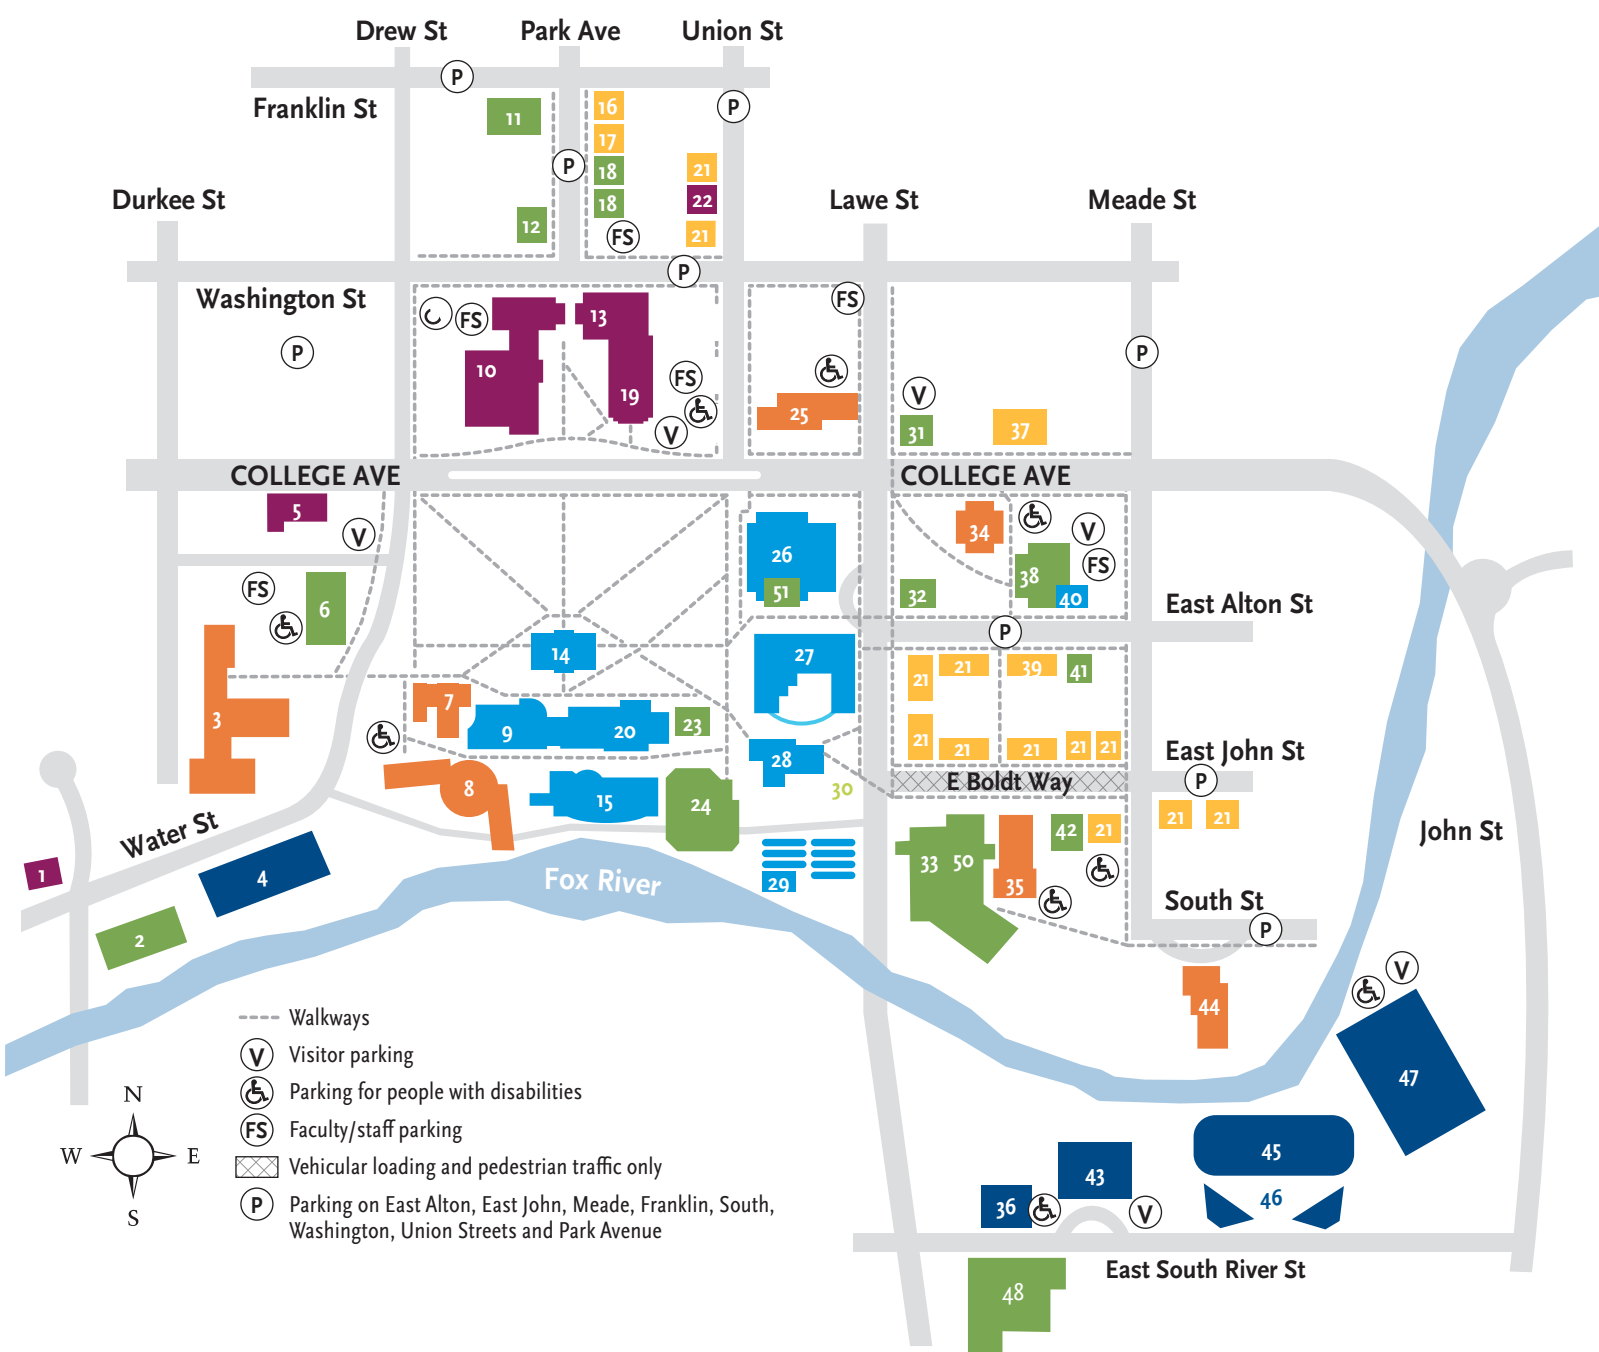 Drew St
Park Ave
Union St
P
Franklin St
11
16
P
17
P
18
21
Durkee St
18
22
Lawe St
Meade St
12
FS
21
P
Washington St
FS
FS
13
P
P
10
FS
19
V
25
V
31
37
COLLEGE AVE
COLLEGE AVE
5
V
26
34
V
38
FS
FS
6
51
32
40
East Alton St
P
14
27
21
21
39
41
3
7
9
20
23
28
21
21
21
21
21
East John St
E Boldt Way
P
8
15
24
30
21
21
Water St
42
21
John St
1
4
Fox River
29
33
50
35
South St
2
P
V
44
Walkways
V
Visitor parking
Parking for people with disabilities
FS
Faculty/staff parking
Vehicular loading and pedestrian traffic only
P
Parking on East Alton, East John, Meade, Franklin, South,
Washington, Union Streets and Park Avenue
N
W
E
S
47
45
43
46
36
V
East South River St
48